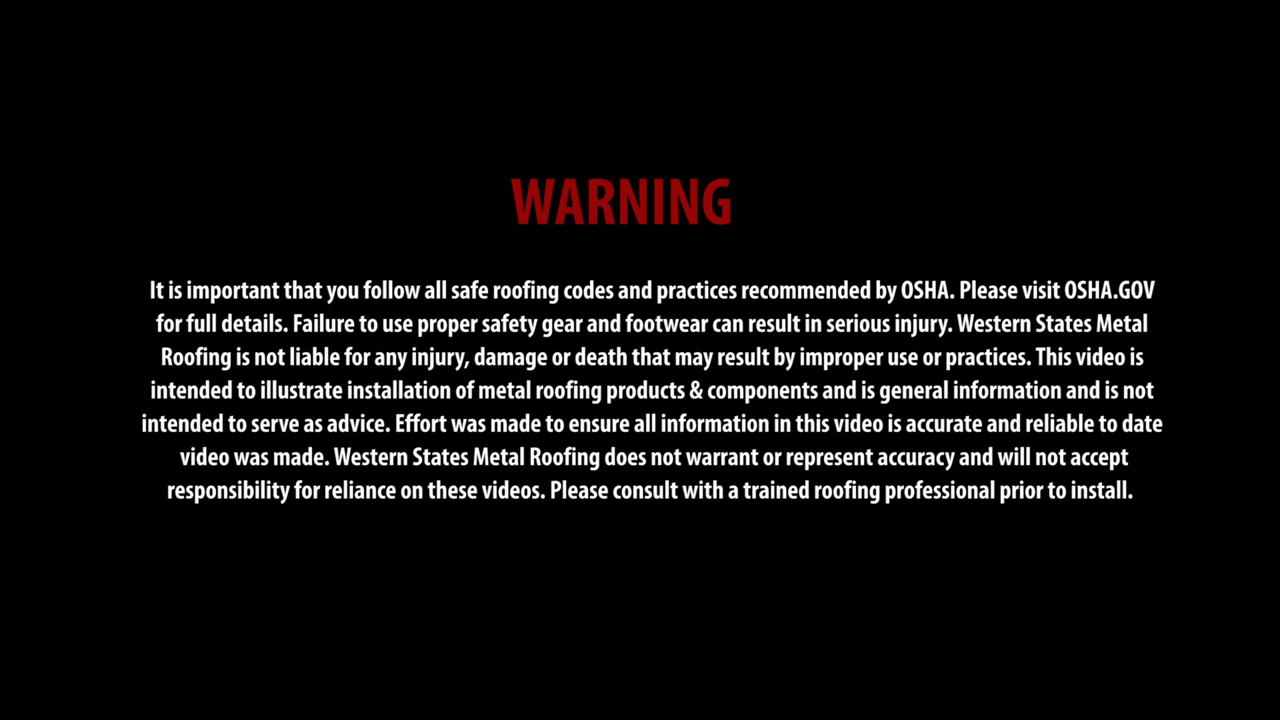 WARNING
It is important that you follow all safe roofing codes and practices recommended by OSHA. Please visit OSHA.GOV
for full details. Failure to use proper safety gear and footwear can result in serious injury. Western States Metal
Roofing is not liable for any injury, damage or death that may result by improper use or practices. This video is
intended to illustrate installation of metal roofing products & components and is general information and is not
intended to serve as advice. Effort was made to ensure all information in this video is accurate and reliable to date
video was made. Western States Metal Roofing does not warrant or represent accuracy and will not accept
responsibility for reliance on these videos. Please consult with a trained roofing professional prior to install.